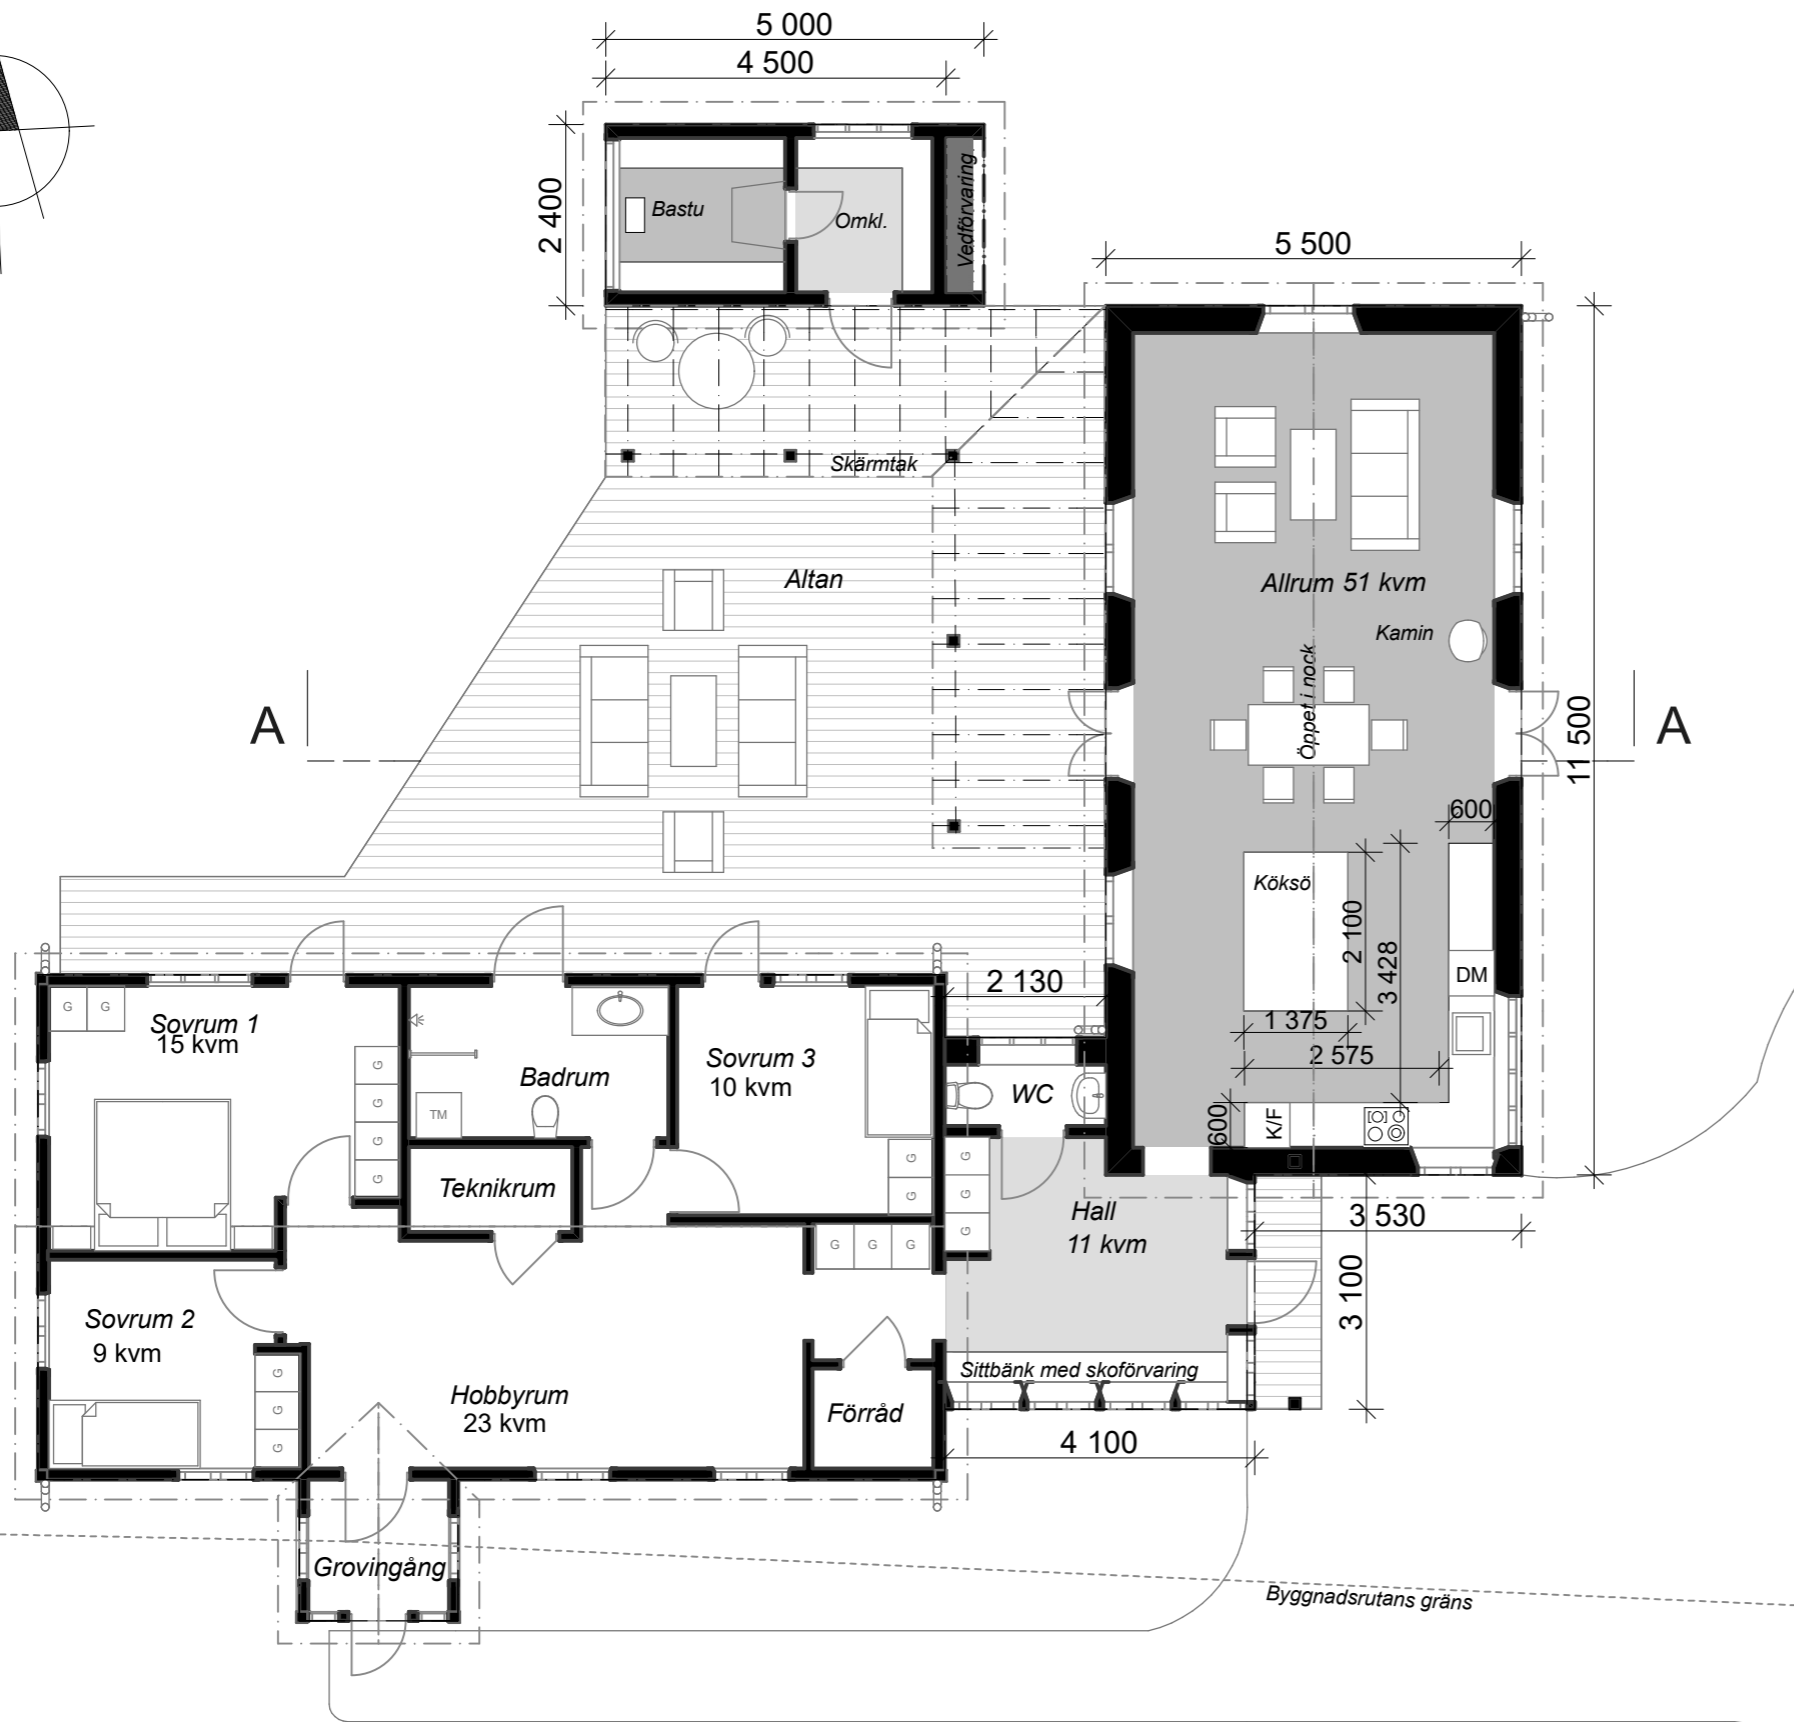 5 000
4 500
2 400
Bastu
Omkl.
Vedförvaring
5 500
Skärmtak
Altan
Allrum 51 kvm
Kamin
Öppet i nock
A
A
11 500
600
Köksö
2 100
3 428
DM
1 375
2 575
600
K/F
2 130
G
G
Sovrum 1
15 kvm
G
G
G
G
Badrum
TM
Sovrum 3
10 kvm
G
G
WC
G
G
G
Teknikrum
Hall
11 kvm
3 530
3 100
G
G
G
Sovrum 2
9 kvm
G
G
G
Hobbyrum
23 kvm
Förråd
Sittbänk med skoförvaring
4 100
Grovingång
Byggnadsrutans gräns